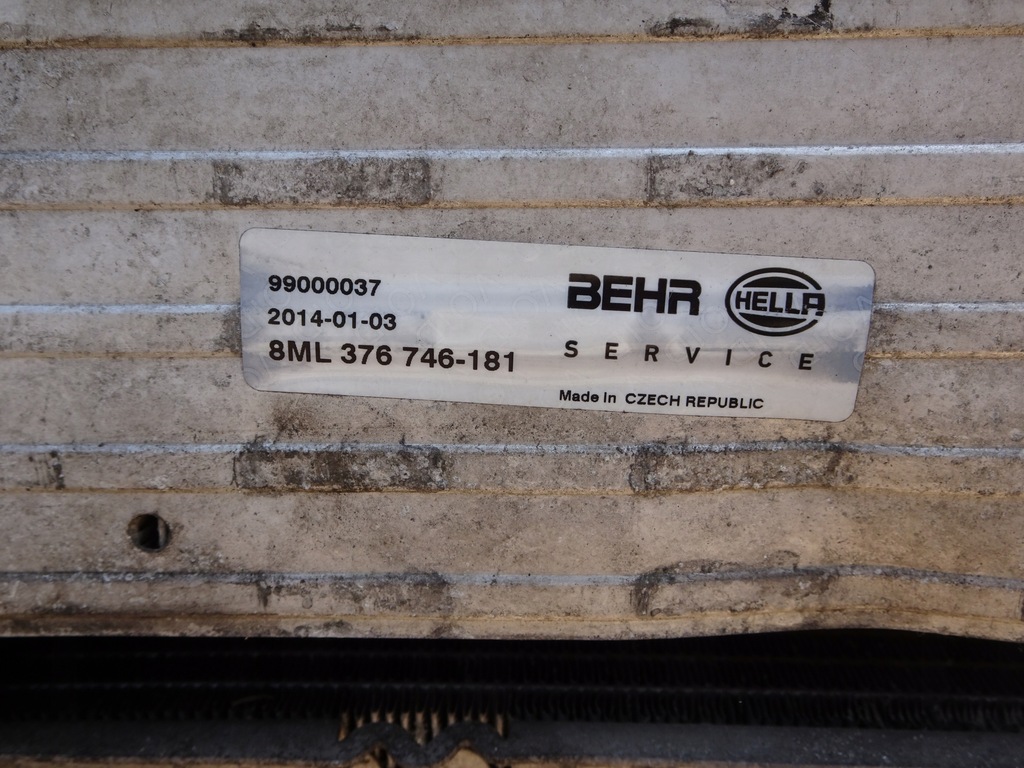 99000037
2014-01-03
8ML 376 746-181
BEHR HELLA
SERVICE
Made in CZECH REPUBLIC